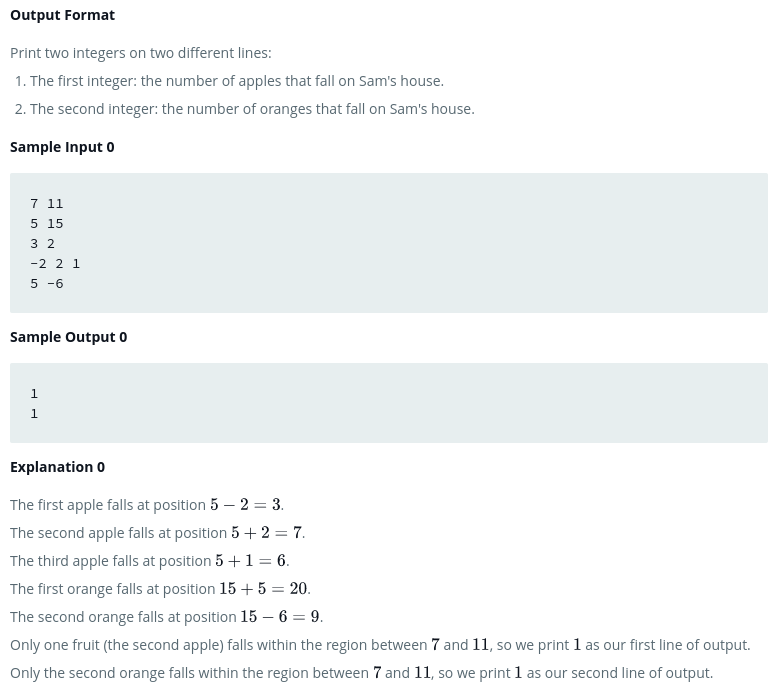 Output Format
Print two integers on two different lines:
1. The first integer: the number of apples that fall on Sam's house.
2. The second integer: the number of oranges that fall on Sam's house.
Sample Input 0
7 11
5 15
3 2
-2 2 1
5 -6
Sample Output 0
1
1
Explanation 0
The first apple falls at position 5 − 2 = 3.
The second apple falls at position 5 + 2 = 7.
The third apple falls at position 5 + 1 = 6.
The first orange falls at position 15 + 5 = 20.
The second orange falls at position 15 − 6 = 9.
Only one fruit (the second apple) falls within the region between 7 and 11, so we print 1 as our first line of output.
Only the second orange falls within the region between 7 and 11, so we print 1 as our second line of output.